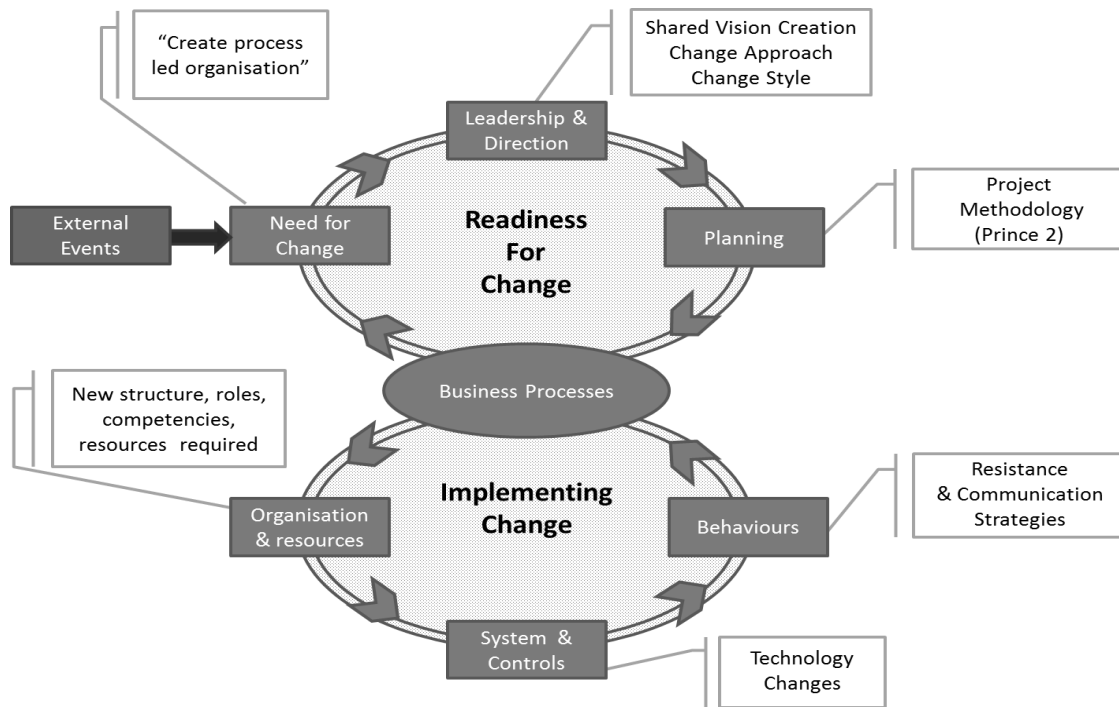 “Create process
led organisation”
Shared Vision Creation
Change Approach
Change Style
Leadership &
Direction
External
Events
Need for
Change
Readiness
For
Change
Planning
Project
Methodology
(Prince 2)
Business Processes
New structure, roles,
competencies,
resources required
Organisation
& resources
Implementing
Change
Behaviours
Resistance
& Communication
Strategies
System &
Controls
Technology
Changes